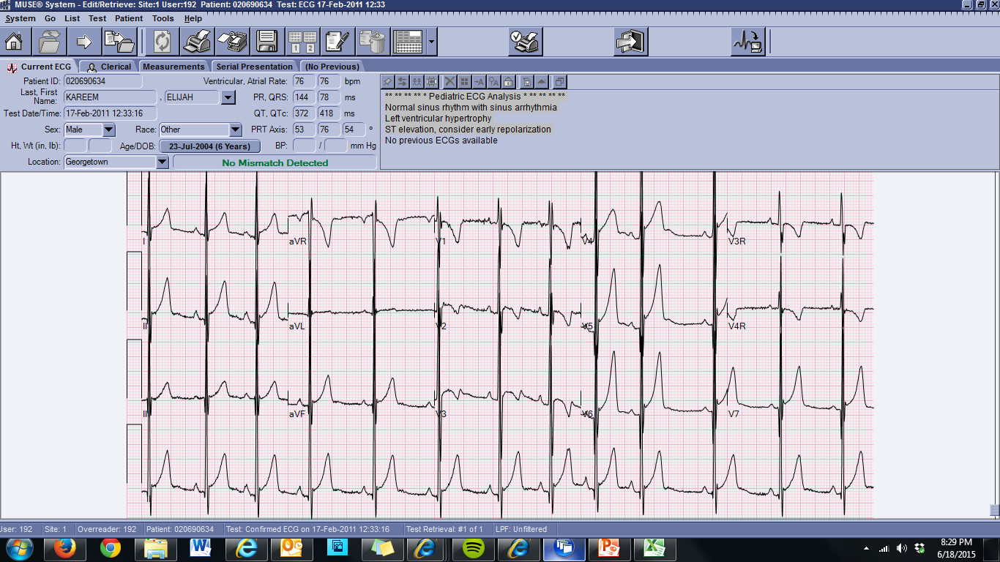 MUSE® System - Edit/Retrieve: Site:1 User:192 Patient: 020690634 Test: ECG 17-Feb-2011 12:33
System Go List Test Patient Tools Help
1 2
Current ECG Clerical Measurements Serial Presentation (No Previous)
Patient ID: 020690634
Last, First Name: KAREEM , ELIJAH
Test Date/Time: 17-Feb-2011 12:33:16
Sex: Male Race: Other
Ht, Wt (in, lb): Age/DOB: 23-Jul-2004 (6 Years)
Location: Georgetown No Mismatch Detected
Ventricular, Atrial Rate: 76 76 bpm
PR, QRS: 144 78 ms
QT, QTc: 372 418 ms
PRT Axis: 53 76 54 °
BP: / mm Hg
** ** ** ** * Pediatric ECG Analysis * ** ** ** **
Normal sinus rhythm with sinus arrhythmia
Left ventricular hypertrophy
ST elevation, consider early repolarization
No previous ECGs available
I aVR V1 V4 V3R
II aVL V2 V5 V4R
III aVF V3 V6 V7
User: 192 Site: 1 Overreader: 192 Patient: 020690634 Test: Confirmed ECG on 17-Feb-2011 12:33:16 Test Retrieval: #1 of 1 LPF: Unfiltered
8:29 PM
6/18/2015